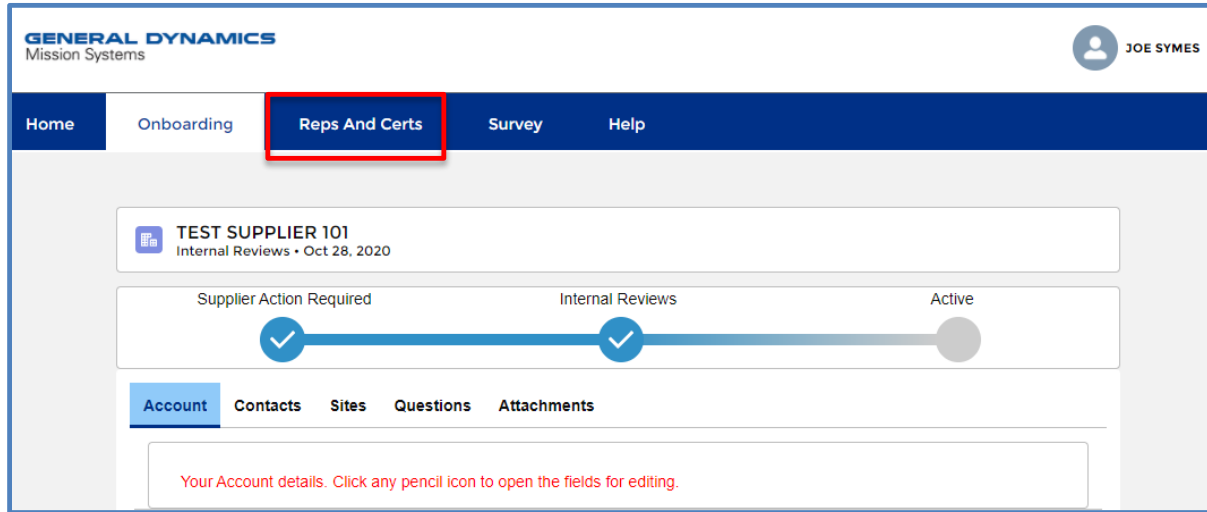 GENERAL DYNAMICS
Mission Systems
JOE SYMES
Home Onboarding Reps And Certs Survey Help
TEST SUPPLIER 101
Internal Reviews • Oct 28, 2020
Supplier Action Required Internal Reviews Active
Account Contacts Sites Questions Attachments
Your Account details. Click any pencil icon to open the fields for editing.